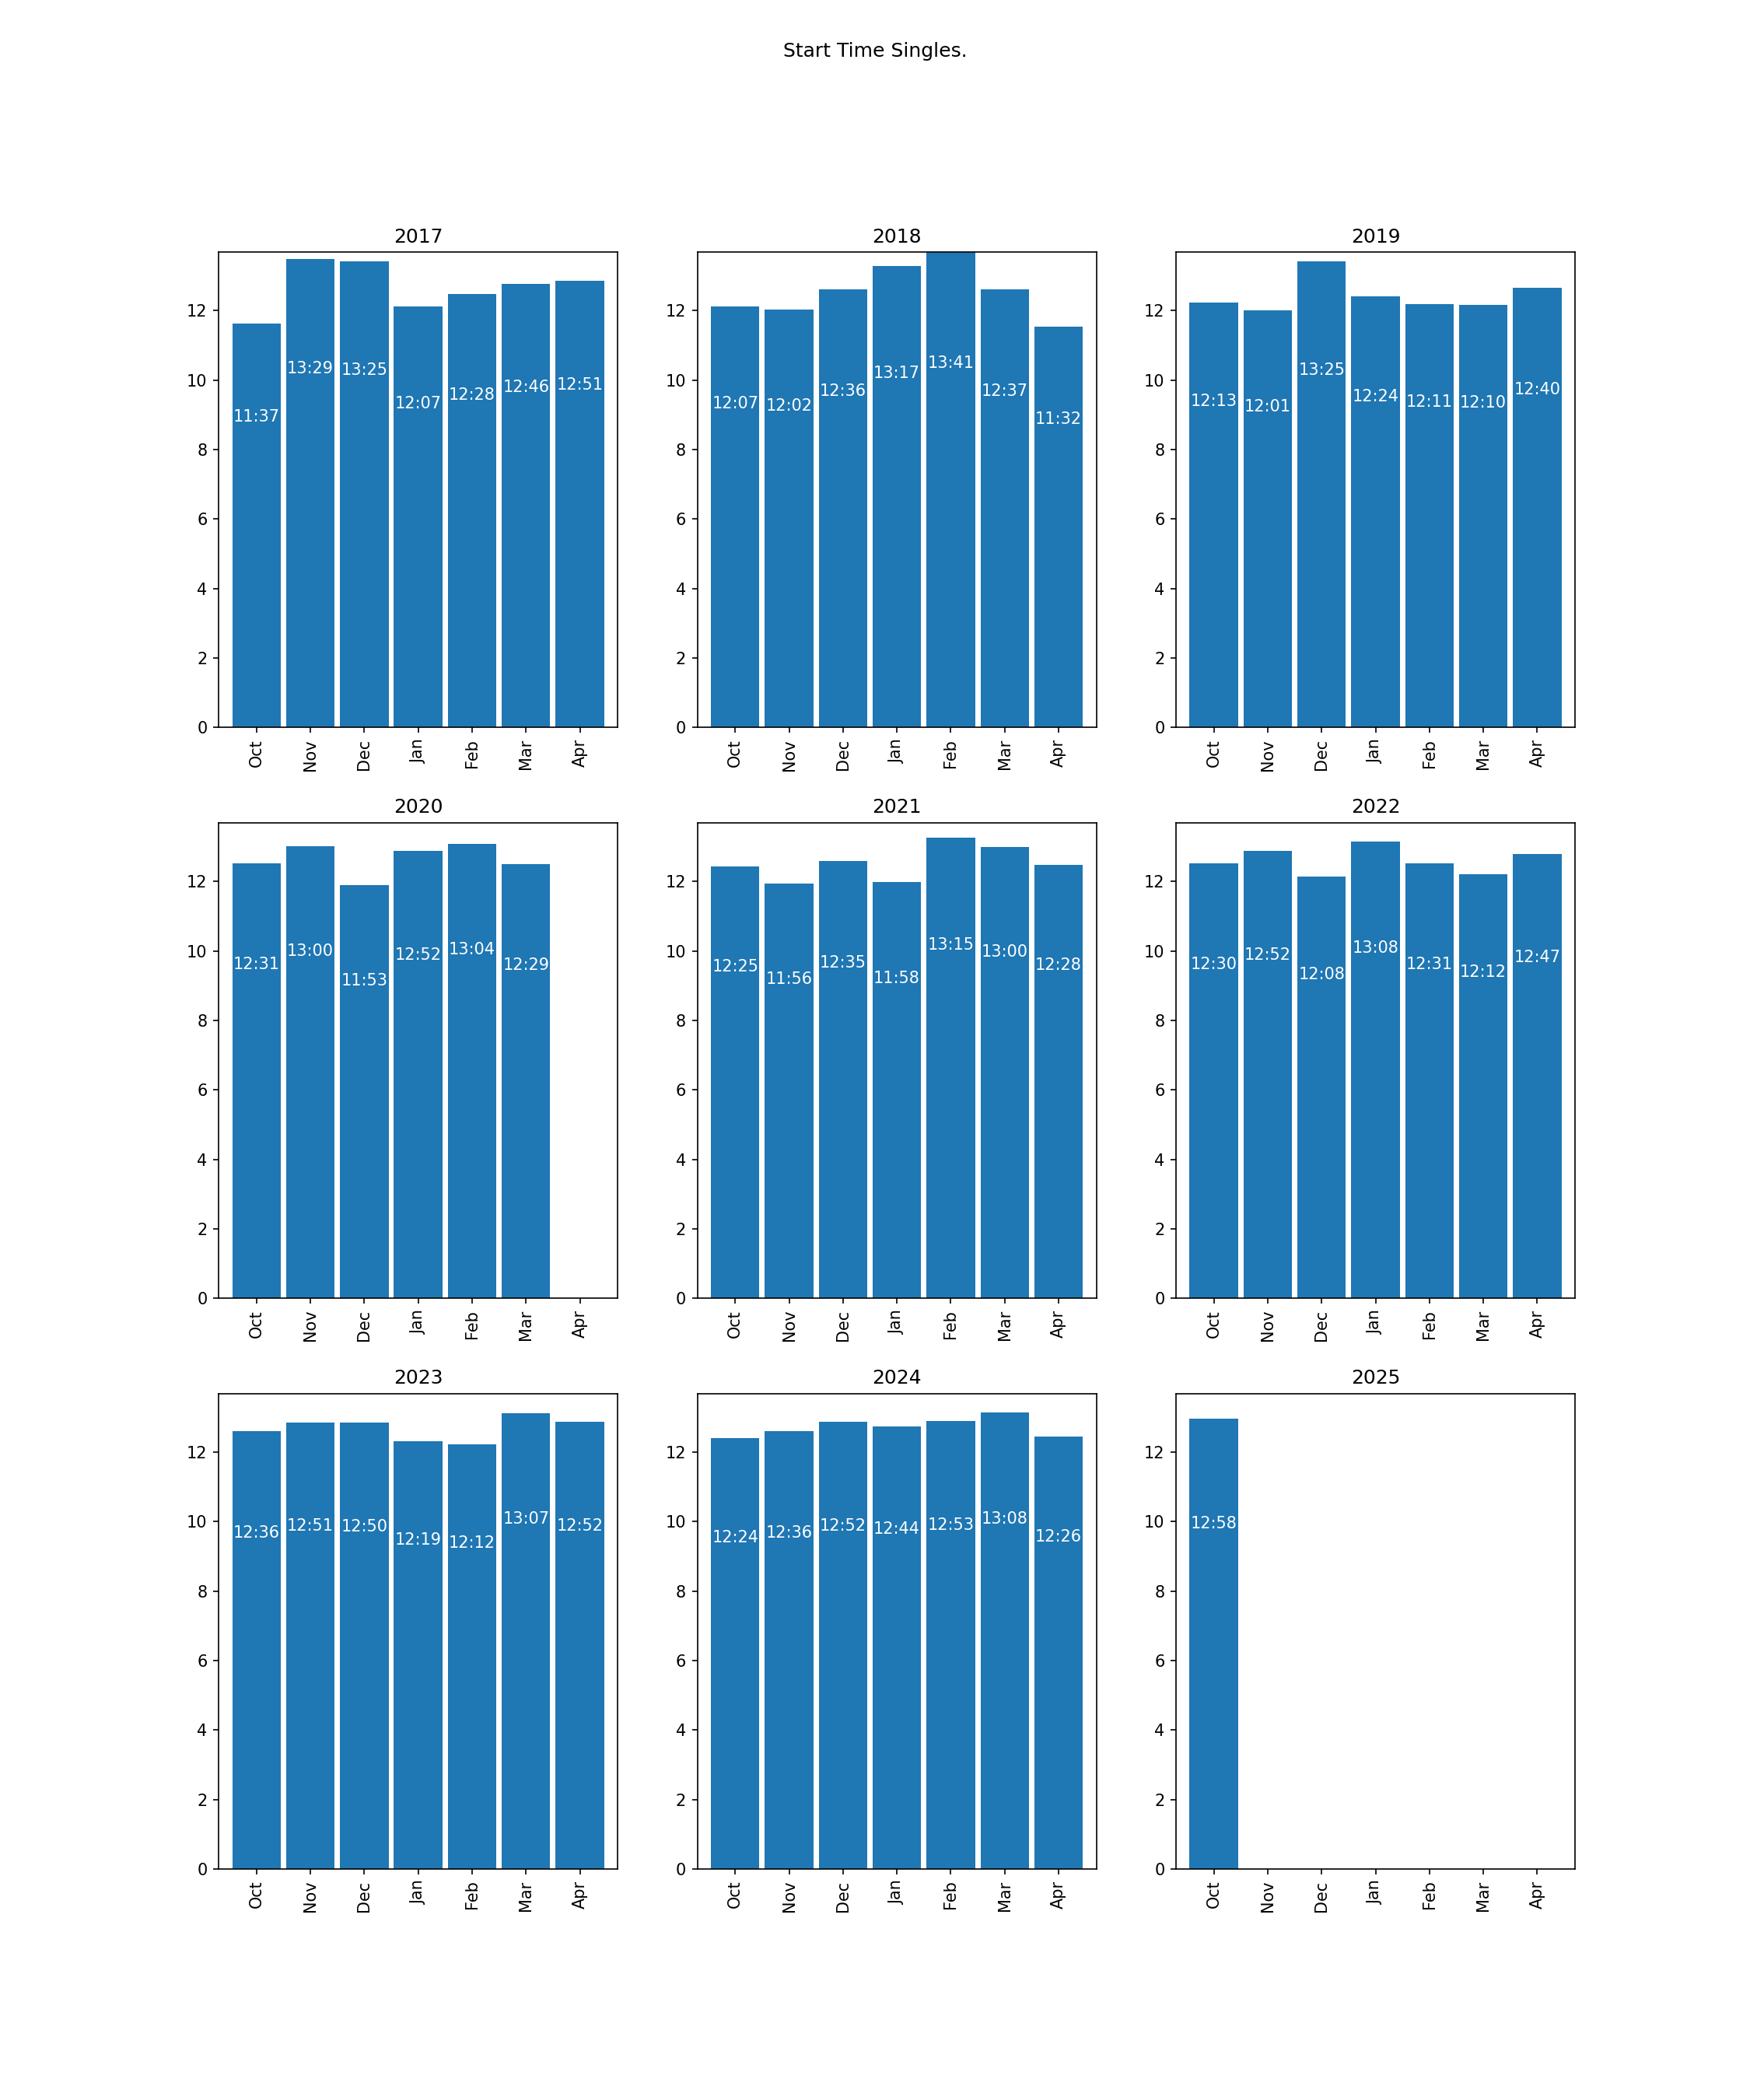 Start Time Singles.
2017 2018 2019
12 12 12
10 10 10
8 8 8
6 6 6
4 4 4
2 2 2
0 0 0
11:37 13:29 13:25 12:07 12:28 12:46 12:51
12:07 12:02 12:36 13:17 13:41 12:37 11:32
12:13 12:01 13:25 12:24 12:11 12:10 12:40
Oct Nov Dec Jan Feb Mar Apr Oct Nov Dec Jan Feb Mar Apr Oct Nov Dec Jan Feb Mar Apr
2020 2021 2022
12 12 12
10 10 10
8 8 8
6 6 6
4 4 4
2 2 2
0 0 0
12:31 13:00 11:53 12:52 13:04 12:29
12:25 11:56 12:35 11:58 13:15 13:00 12:28
12:30 12:52 12:08 13:08 12:31 12:12 12:47
Oct Nov Dec Jan Feb Mar Apr Oct Nov Dec Jan Feb Mar Apr Oct Nov Dec Jan Feb Mar Apr
2023 2024 2025
12 12 12
10 10 10
8 8 8
6 6 6
4 4 4
2 2 2
0 0 0
12:36 12:51 12:50 12:19 12:12 13:07 12:52
12:24 12:36 12:52 12:44 12:53 13:08 12:26
12:58
Oct Nov Dec Jan Feb Mar Apr Oct Nov Dec Jan Feb Mar Apr Oct Nov Dec Jan Feb Mar Apr